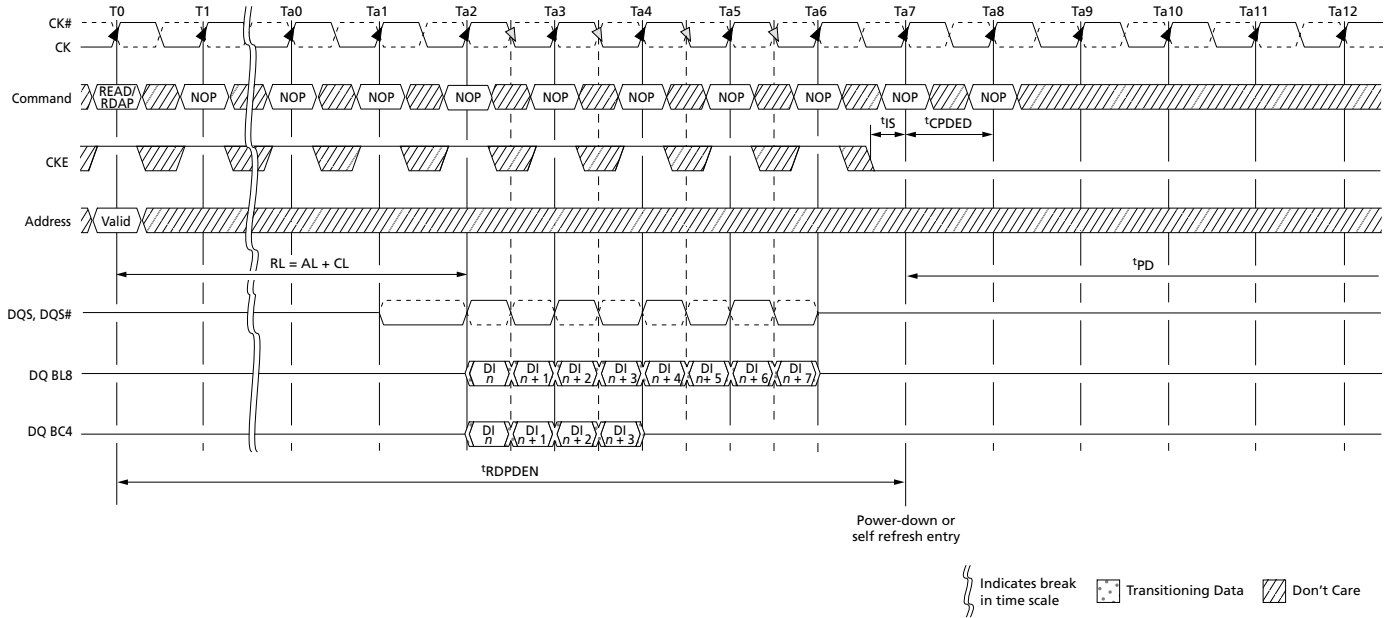 T0 T1 Ta0 Ta1 Ta2 Ta3 Ta4 Ta5 Ta6 Ta7 Ta8 Ta9 Ta10 Ta11 Ta12
CK#
CK
Command
READ/
RDAP
NOP NOP NOP NOP NOP NOP NOP NOP NOP NOP
tIS
tCPDED
CKE
Address
Valid
RL = AL + CL
tPD
DQS, DQS#
DQ BL8
DI
n
DI
n + 1
DI
n + 2
DI
n + 3
DI
n + 4
DI
n+ 5
DI
n + 6
DI
n + 7
DQ BC4
DI
n
DI
n + 1
DI
n + 2
DI
n + 3
tRDPDEN
Power-down or
self refresh entry
Indicates break
in time scale
Transitioning Data
Don't Care